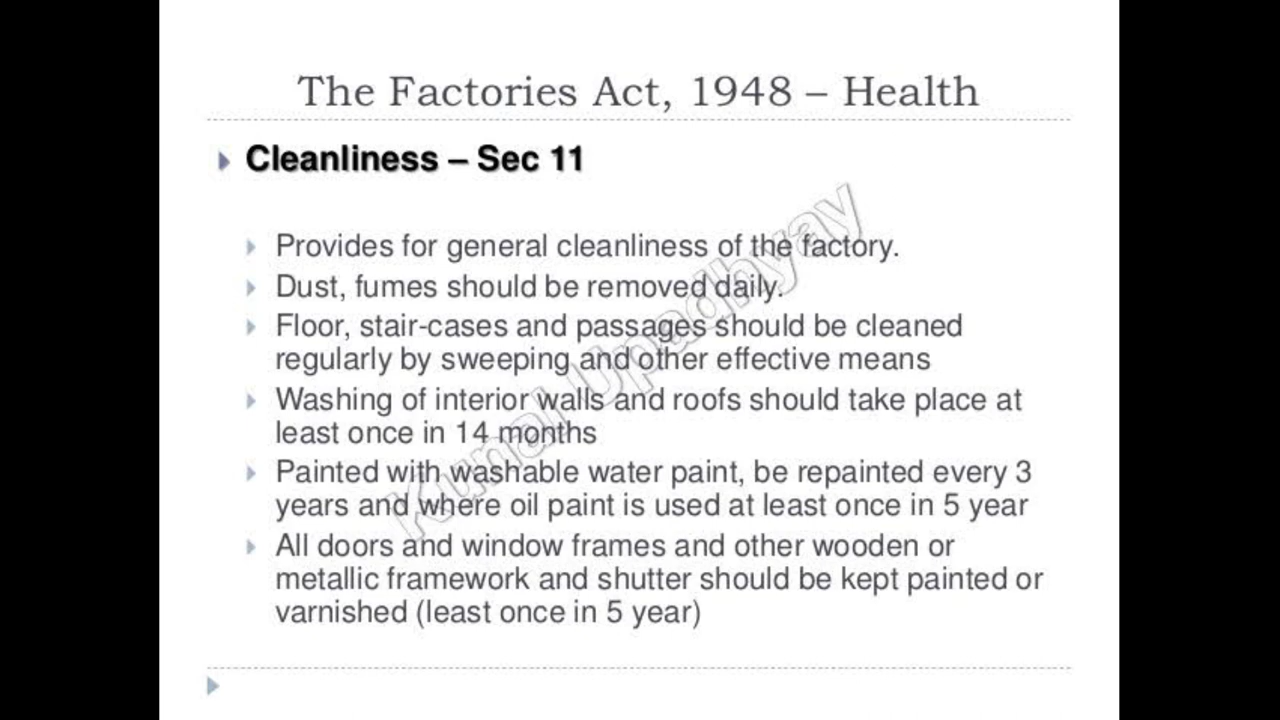 The Factories Act, 1948 – Health
Cleanliness – Sec 11
Provides for general cleanliness of the factory.
Dust, fumes should be removed daily.
Floor, stair-cases and passages should be cleaned
regularly by sweeping and other effective means
Washing of interior walls and roofs should take place at
least once in 14 months
Painted with washable water paint, be repainted every 3
years and where oil paint is used at least once in 5 year
All doors and window frames and other wooden or
metallic framework and shutter should be kept painted or
varnished (least once in 5 year)
Kunal Upadhyay